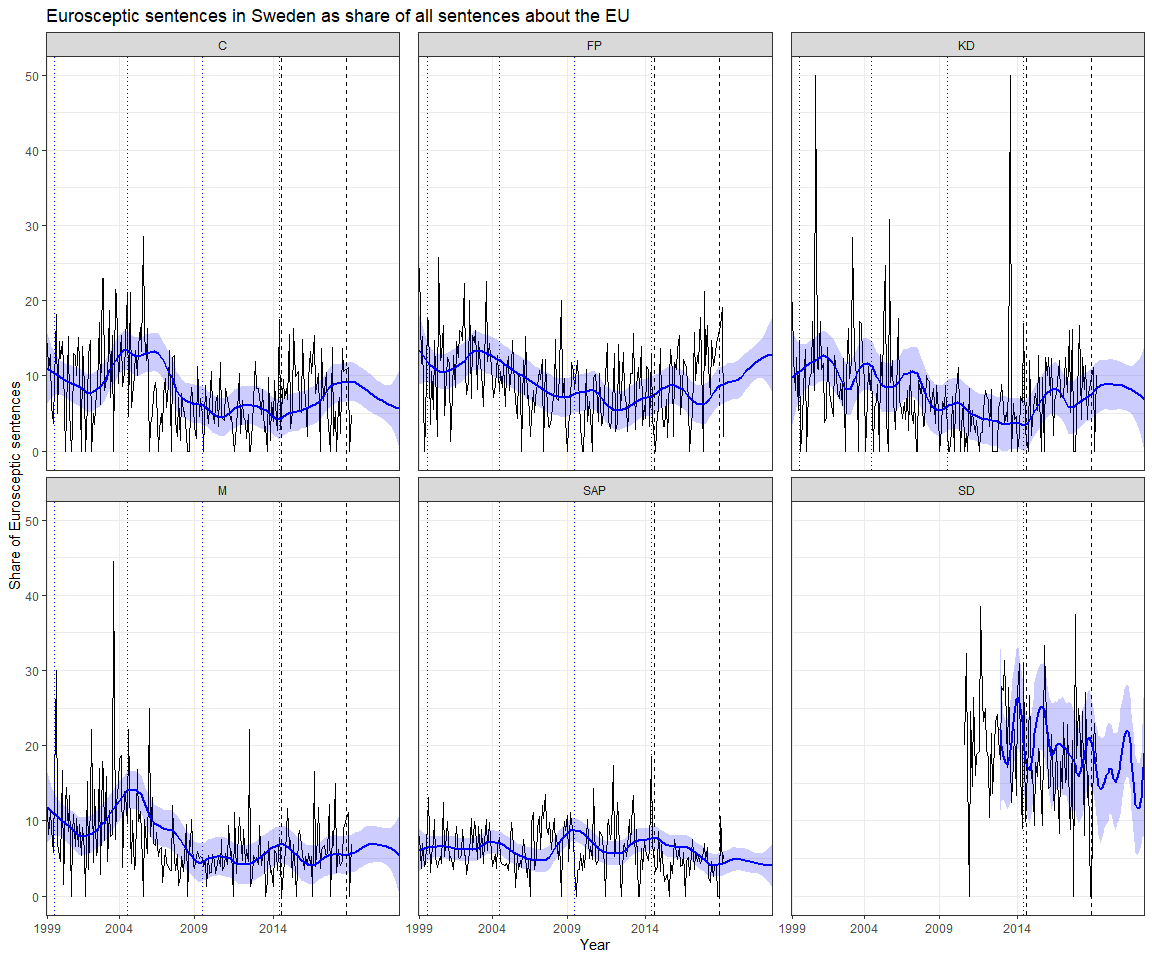 Eurosceptic sentences in Sweden as share of all sentences about the EU
C FP KD
50
40
30
20
10
0
M SAP SD
50
40
30
20
10
0
Share of Eurosceptic sentences
1999 2004 2009 2014 1999 2004 2009 2014 1999 2004 2009 2014
Year